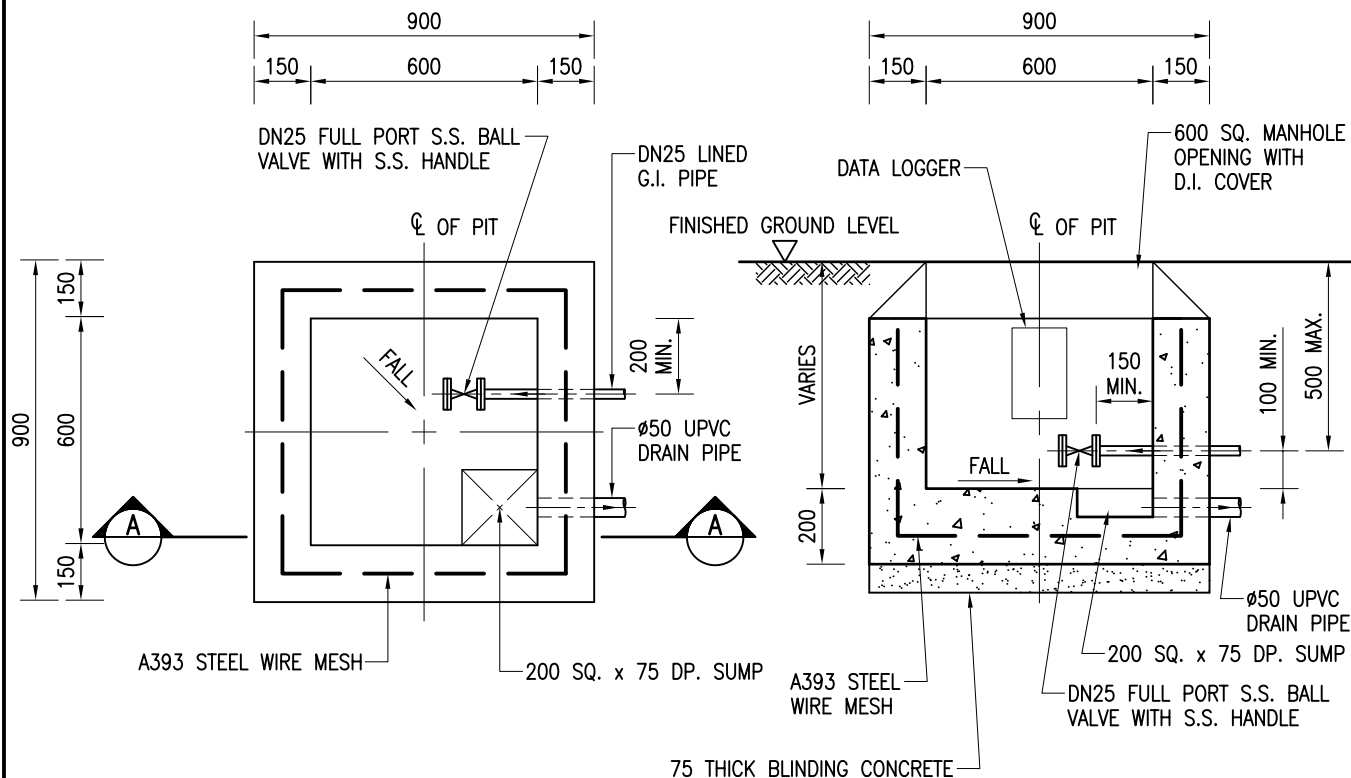 900
150 600 150
DN25 FULL PORT S.S. BALL
VALVE WITH S.S. HANDLE
DN25 LINED
G.I. PIPE
℄ OF PIT
150
600
150
900
FALL
200
MIN.
ø50 UPVC
DRAIN PIPE
A
A
A393 STEEL WIRE MESH
200 SQ. x 75 DP. SUMP
900
150 600 150
600 SQ. MANHOLE
OPENING WITH
D.I. COVER
DATA LOGGER
FINISHED GROUND LEVEL
℄ OF PIT
VARIES
200
150
MIN.
100 MIN.
500 MAX.
FALL
ø50 UPVC
DRAIN PIPE
200 SQ. x 75 DP. SUMP
A393 STEEL
WIRE MESH
DN25 FULL PORT S.S. BALL
VALVE WITH S.S. HANDLE
75 THICK BLINDING CONCRETE